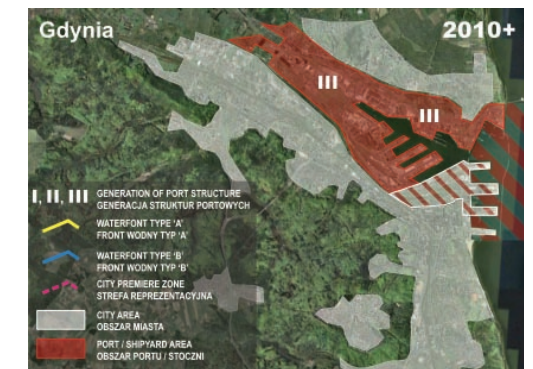 Gdynia
2010+
III
III
I, II, III
GENERATION OF PORT STRUCTURE
GENERACJA STRUKTUR PORTOWYCH
WATERFONT TYPE ‘A’
FRONT WODNY TYP ‘A’
WATERFONT TYPE ‘B’
FRONT WODNY TYP ‘B’
CITY PREMIERE ZONE
STREFA REPREZENTACYJNA
CITY AREA
OBSZAR MIASTA
PORT / SHIPYARD AREA
OBSZAR PORTU / STOCZNI